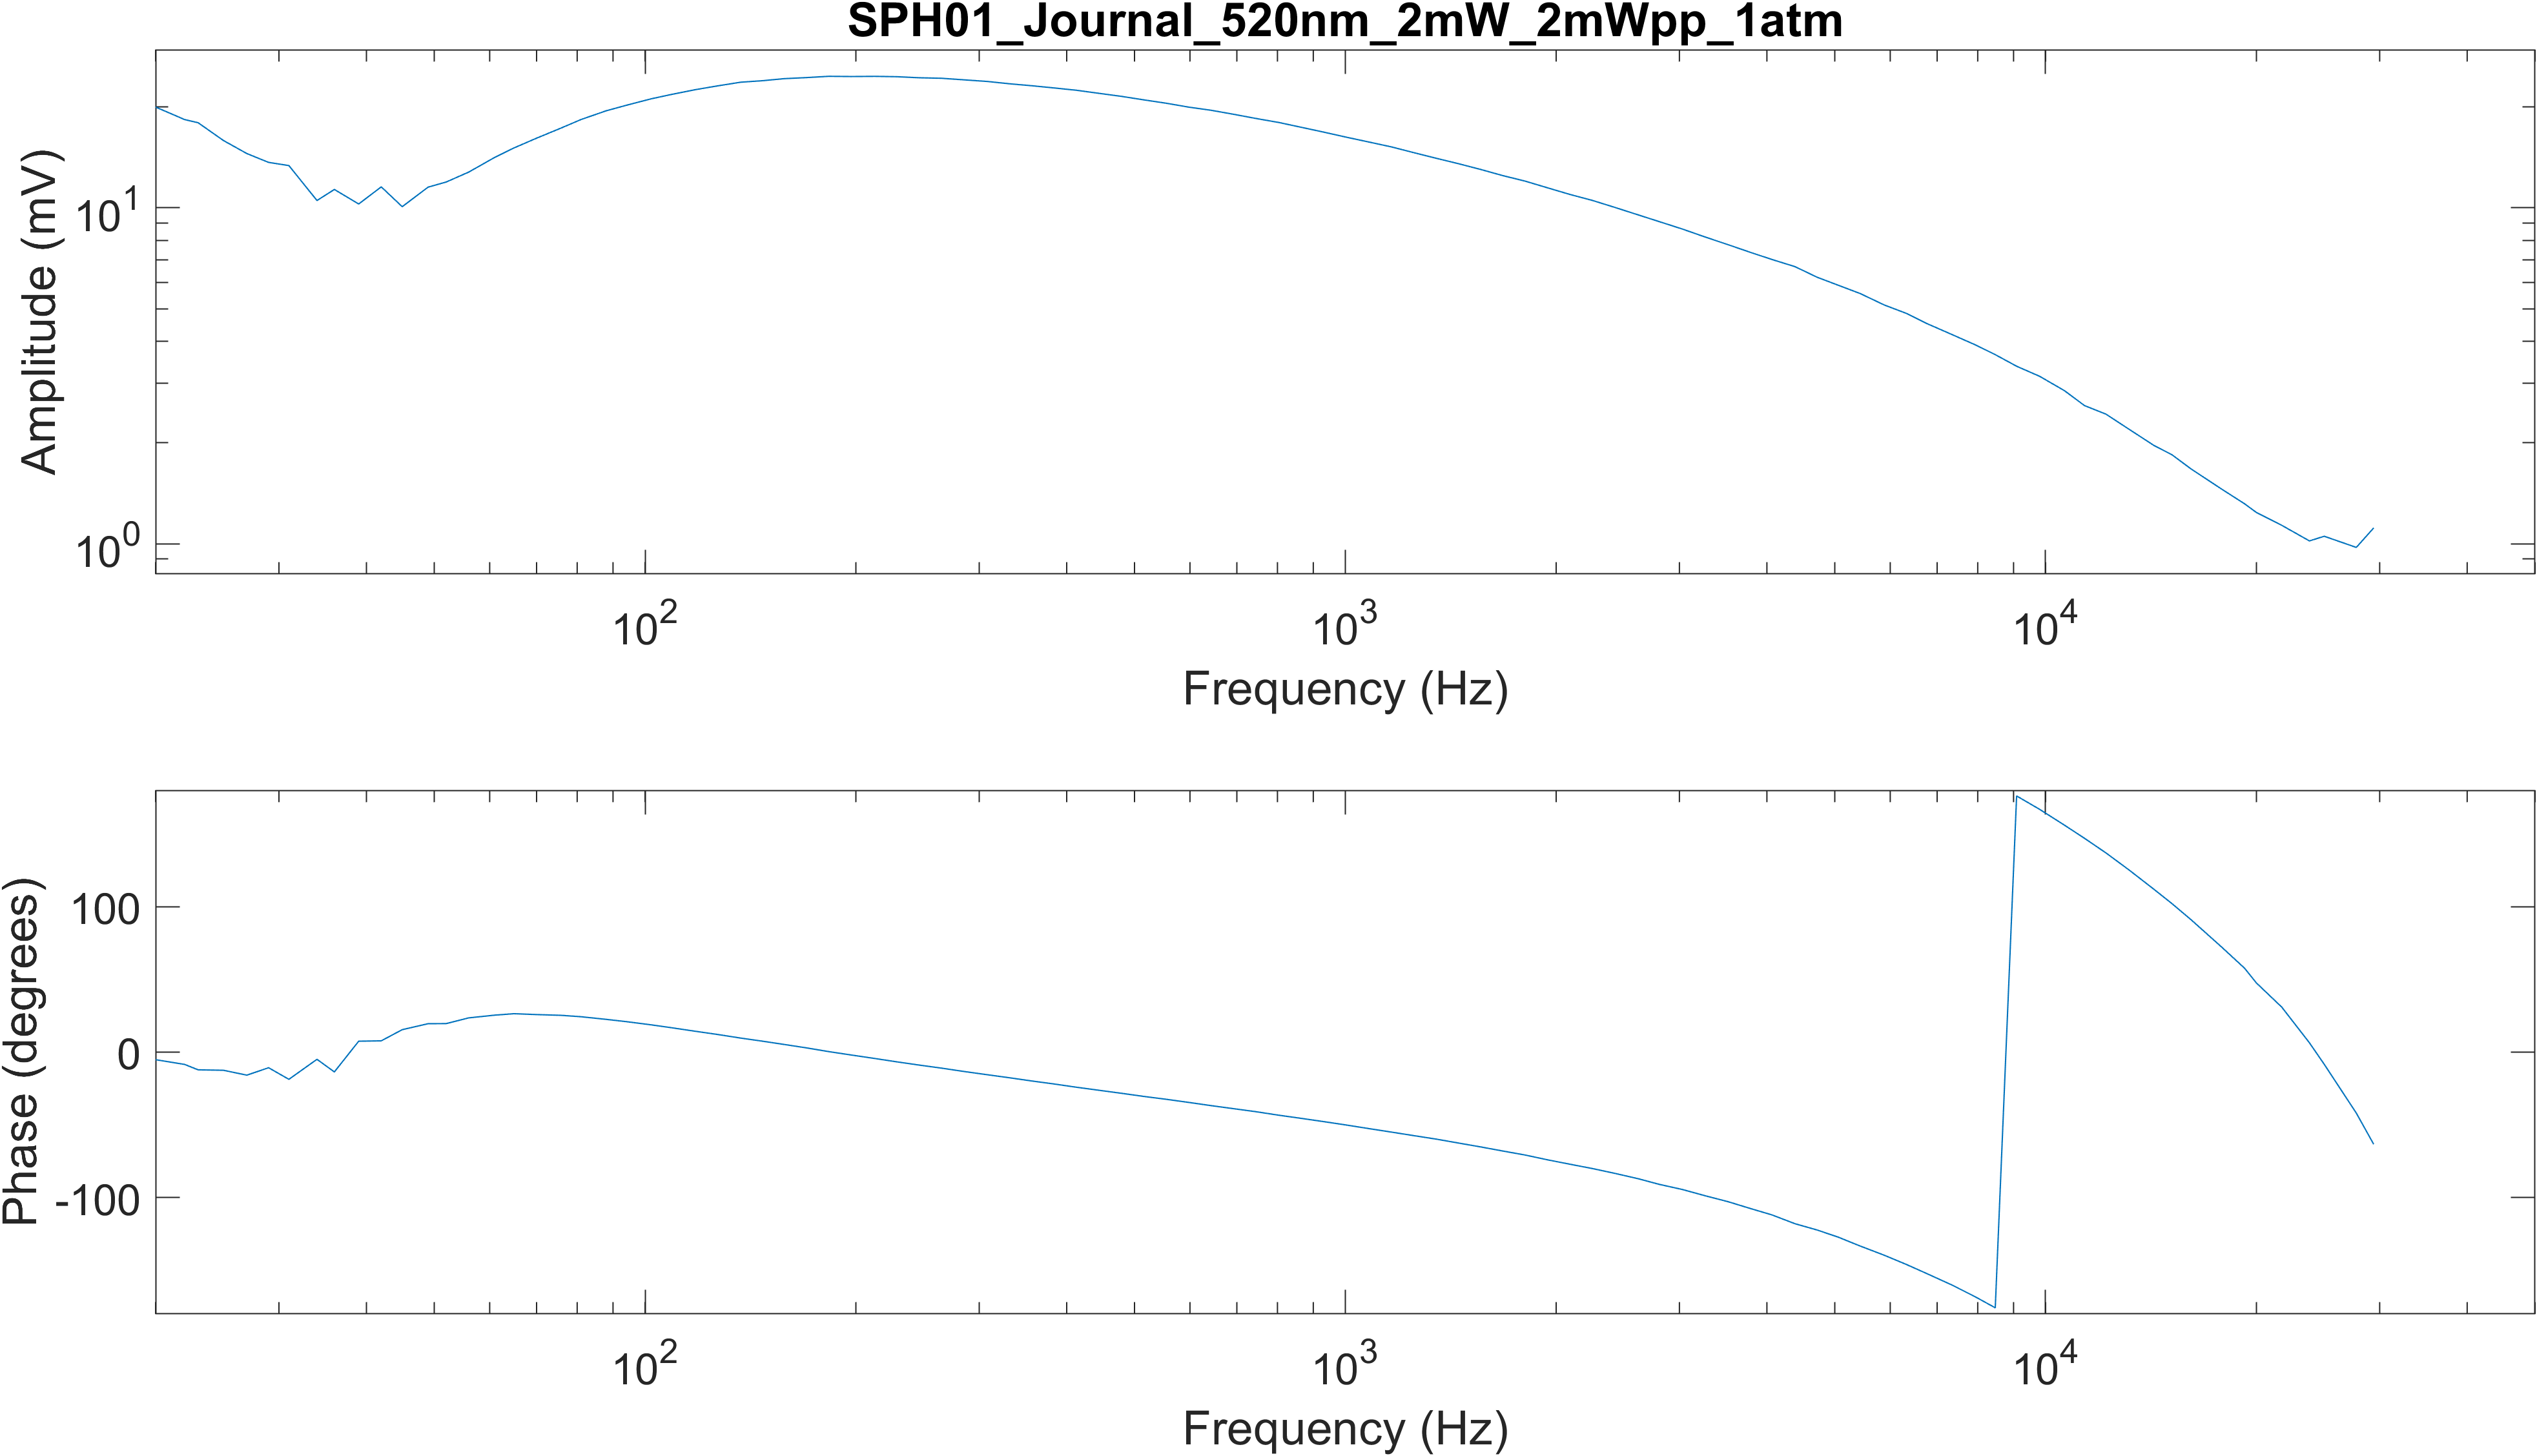 SPH01_Journal_520nm_2mW_2mWpp_1atm
Amplitude (mV)
10^1
10^0
10^2
10^3
10^4
Frequency (Hz)
Phase (degrees)
100
0
-100
10^2
10^3
10^4
Frequency (Hz)